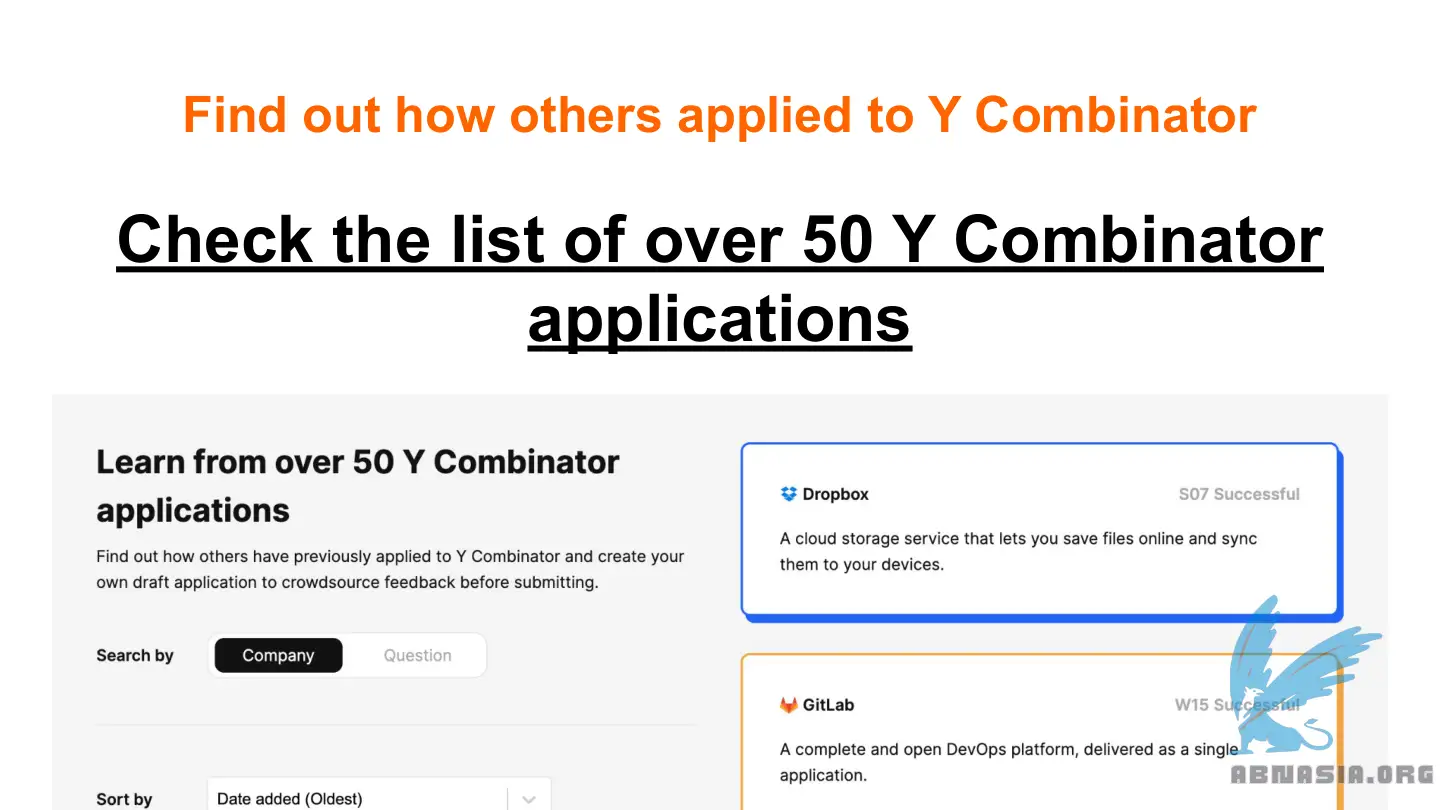 Find out how others applied to Y Combinator
Check the list of over 50 Y Combinator
applications
Learn from over 50 Y Combinator
applications
Find out how others have previously applied to Y Combinator and create your
own draft application to crowdsource feedback before submitting.
Search by
Company
Question
Sort by
Date added (Oldest)
Dropbox
S07 Successful
A cloud storage service that lets you save files online and sync
them to your devices.
GitLab
W15 Successful
A complete and open DevOps platform, delivered as a single
application.
ABNASIA.ORG